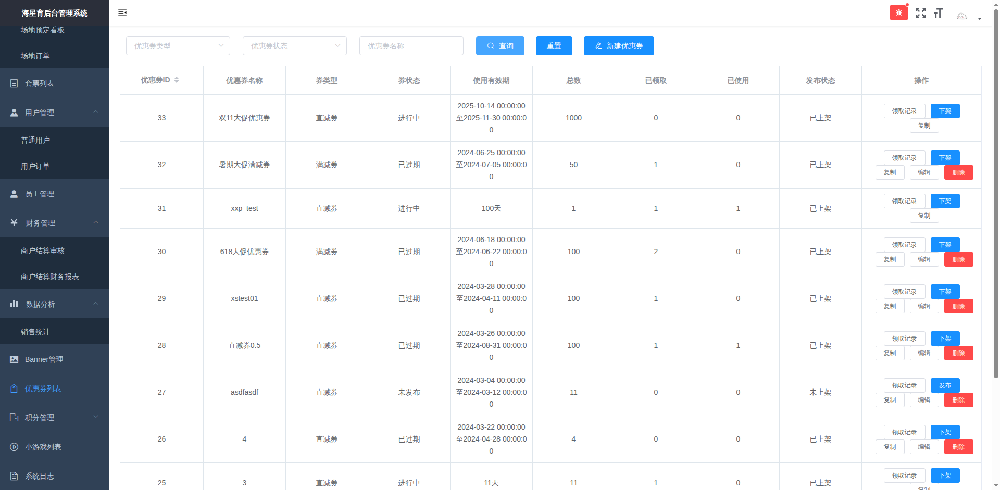 海星育后台管理系统
场地预定看板
场地订单
套票列表
用户管理
普通用户
用户订单
员工管理
财务管理
商户结算审核
商户结算财务报表
数据分析
销售统计
Banner管理
优惠券列表
积分管理
小游戏列表
系统日志
优惠券类型 优惠券状态 优惠券名称 查询 重置 新建优惠券
优惠券ID 优惠券名称 券类型 券状态 使用有效期 总数 已领取 已使用 发布状态 操作
33 双11大促优惠券 直减券 进行中 2025-10-14 00:00:00
至2025-11-30 00:00:0
0 1000 0 0 已上架 领取记录 下架
复制
32 暑期大促满减券 满减券 已过期 2024-06-25 00:00:00
至2024-07-05 00:00:0
0 50 1 0 已上架 领取记录 下架
复制 编辑 删除
31 xxp_test 直减券 进行中 100天 1 1 1 已上架 领取记录 下架
复制
30 618大促优惠券 满减券 已过期 2024-06-18 00:00:00
至2024-06-22 00:00:0
0 100 2 0 已上架 领取记录 下架
复制 编辑 删除
29 xstest01 直减券 已过期 2024-03-28 00:00:00
至2024-04-11 00:00:0
0 100 1 0 已上架 领取记录 下架
复制 编辑 删除
28 直减券0.5 直减券 已过期 2024-03-26 00:00:00
至2024-08-31 00:00:0
0 100 1 1 已上架 领取记录 下架
复制 编辑 删除
27 asdfasdf 直减券 未发布 2024-03-04 00:00:00
至2024-03-12 00:00:0
0 11 0 0 未上架 领取记录 发布
复制 编辑 删除
26 4 直减券 已过期 2024-03-22 00:00:00
至2024-04-28 00:00:0
0 4 0 0 已上架 领取记录 下架
复制 编辑 删除
25 3 直减券 进行中 11天 11 1 0 已上架 领取记录 下架
复制